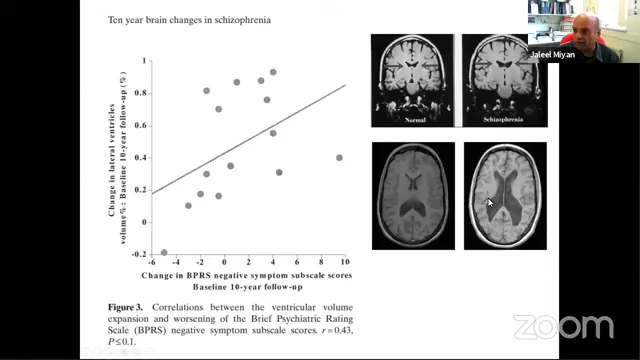 Ten year brain changes in schizophrenia
1
0.8
0.6
0.4
0.2
0
-0.2
-6 -4 -2 0 2 4 6 8 10
Change in lateral ventricles
volume%: Baseline 10-year follow-up (%)
Change in BPRS negative symptom subscale scores
Baseline 10-year follow-up
Figure 3. Correlations between the ventricular volume
expansion and worsening of the Brief Psychiatric Rating
Scale (BPRS) negative symptom subscale scores. r = 0.43,
P ≤ 0.1.
Normal
Schizophrenia
Jaleel Miyan
zoom